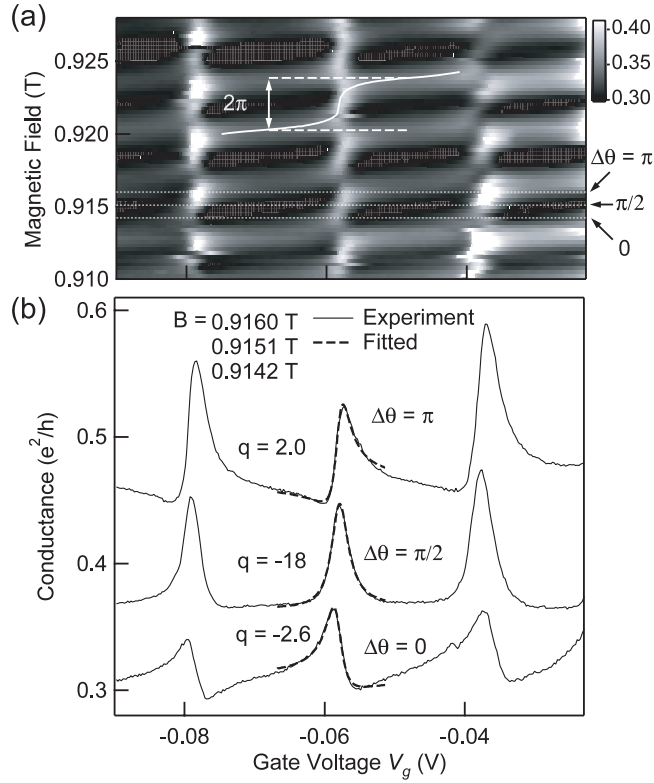 (a)
Magnetic Field (T)
0.925
0.920
0.915
0.910
2π
0.40
0.35
0.30
Δθ = π
π/2
0
(b)
Conductance (e²/h)
0.6
0.5
0.4
0.3
B = 0.9160 T
0.9151 T
0.9142 T
Experiment
Fitted
q = 2.0
Δθ = π
q = -18
Δθ = π/2
q = -2.6
Δθ = 0
-0.08
-0.06
-0.04
Gate Voltage Vg (V)